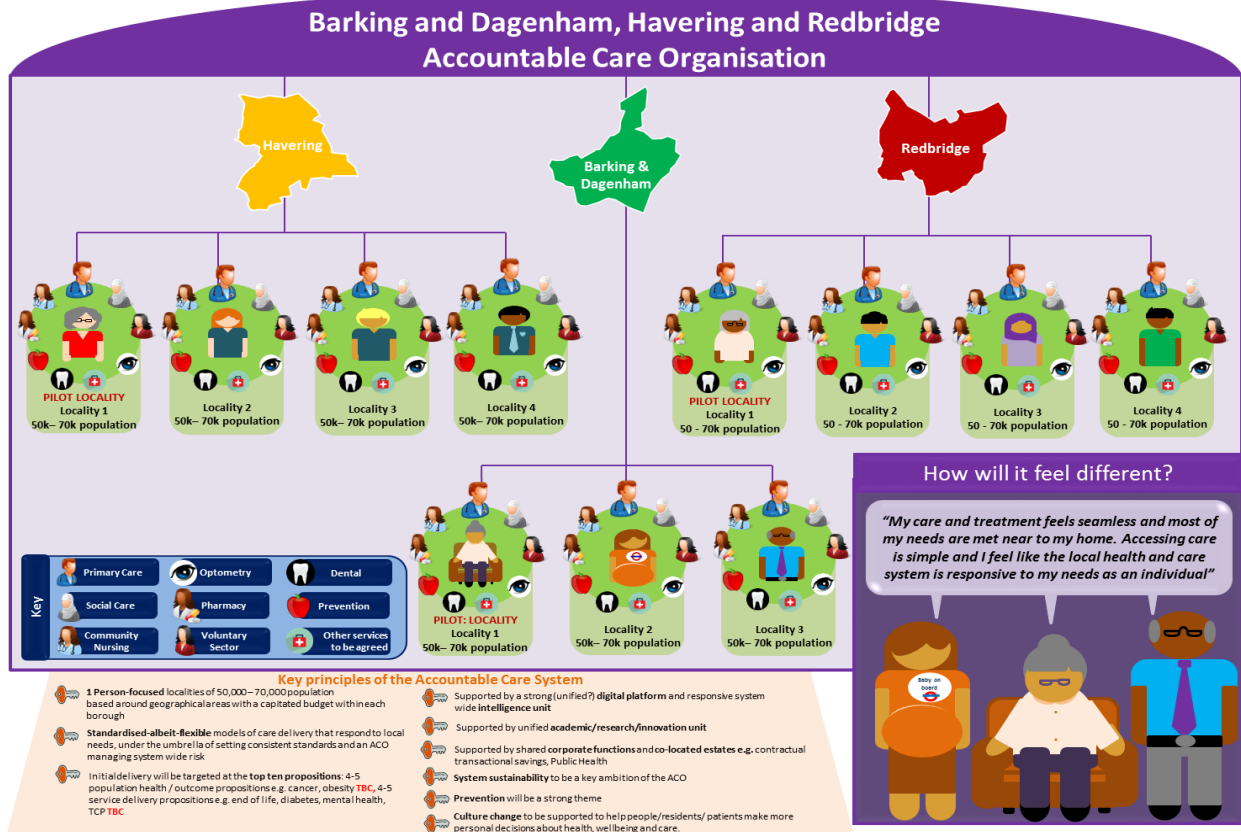 Barking and Dagenham, Havering and Redbridge
Accountable Care Organisation
Havering
Barking &
Dagenham
Redbridge
PILOT LOCALITY
Locality 1
50k– 70k population
Locality 2
50k– 70k population
Locality 3
50k– 70k population
Locality 4
50k– 70k population
PILOT LOCALITY
Locality 1
50 - 70k population
Locality 2
50 - 70k population
Locality 3
50 - 70k population
Locality 4
50 - 70k population
PILOT: LOCALITY
Locality 1
50k– 70k population
Locality 2
50k– 70k population
Locality 3
50k– 70k population
Key
Primary Care
Optometry
Dental
Social Care
Pharmacy
Prevention
Community
Nursing
Voluntary
Sector
Other services
to be agreed
How will it feel different?
“My care and treatment feels seamless and most of
my needs are met near to my home. Accessing care
is simple and I feel like the local health and care
system is responsive to my needs as an individual”
Baby on
board
Key principles of the Accountable Care System
1 Person-focused localities of 50,000 – 70,000 population
based around geographical areas with a capitated budget within each
borough
Standardised-albeit-flexible models of care delivery that respond to local
needs, under the umbrella of setting consistent standards and an ACO
managing system wide risk
Initial delivery will be targeted at the top ten propositions: 4-5
population health / outcome propositions e.g. cancer, obesity TBC, 4-5
service delivery propositions e.g. end of life, diabetes, mental health,
TCP TBC
Supported by a strong (unified?) digital platform and responsive system
wide intelligence unit
Supported by unified academic/research/innovation unit
Supported by shared corporate functions and co-located estates e.g. contractual
transactional savings, Public Health
System sustainability to be a key ambition of the ACO
Prevention will be a strong theme
Culture change to be supported to help people/residents/ patients make more
personal decisions about health, wellbeing and care.